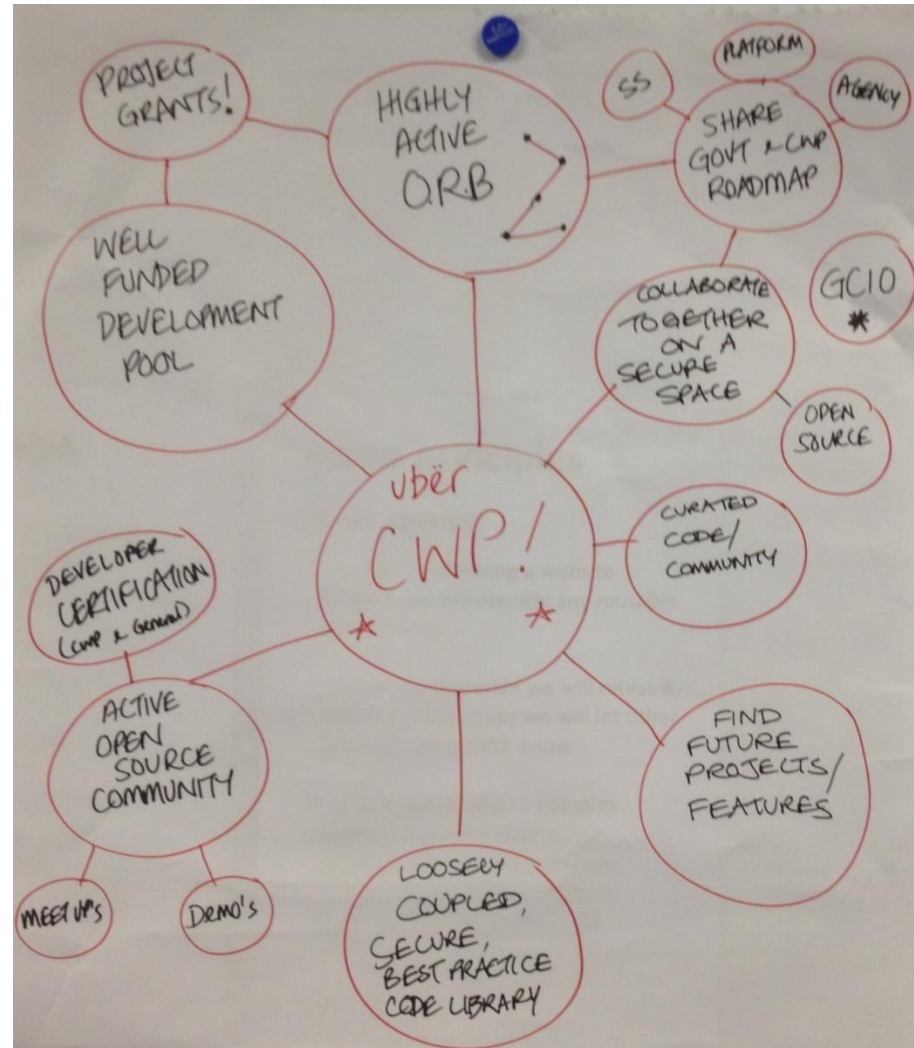 PROJECT
GRANTS!
HIGHLY
ACTIVE
O.R.B
SS
PLATFORM
AGENCY
SHARE
GOVT & CWP
ROADMAP
WELL
FUNDED
DEVELOPMENT
POOL
COLLABORATE
TOGETHER
ON A
SECURE
SPACE
GCIO
OPEN
SOURCE
ubër
CWP!
CURATED
CODE/
COMMUNITY
DEVELOPER
CERTIFICATION
(CWP & General)
ACTIVE
OPEN
SOURCE
COMMUNITY
MEETUP's
Demo's
FIND
FUTURE
PROJECTS/
FEATURES
LOOSELY
COUPLED,
SECURE,
BEST PRACTICE
CODE LIBRARY